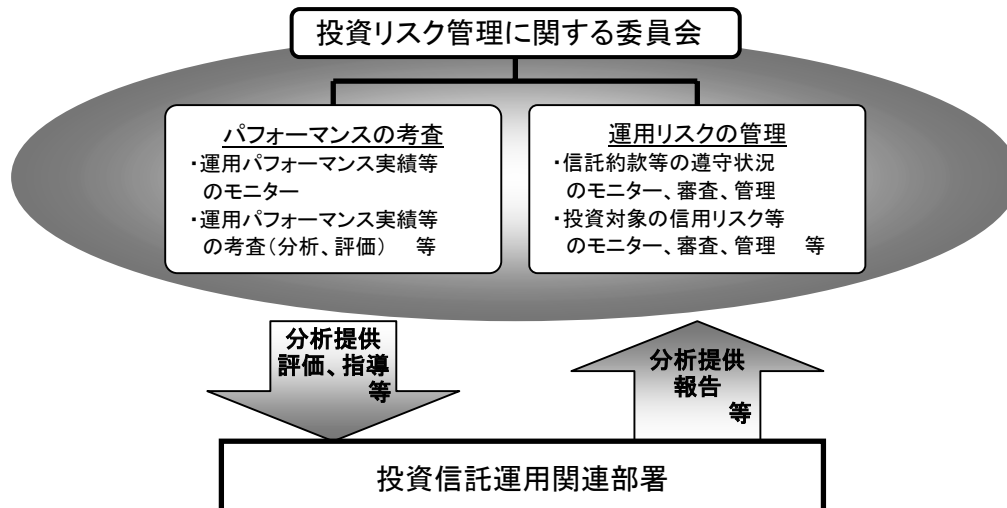 投資リスク管理に関する委員会
パフォーマンスの考査
・運用パフォーマンス実績等
のモニター
・運用パフォーマンス実績等
の考査(分析、評価) 等
運用リスクの管理
・信託約款等の遵守状況
のモニター、審査、管理
・投資対象の信用リスク等
のモニター、審査、管理 等
分析提供
評価、指導
等
分析提供
報告
等
投資信託運用関連部署